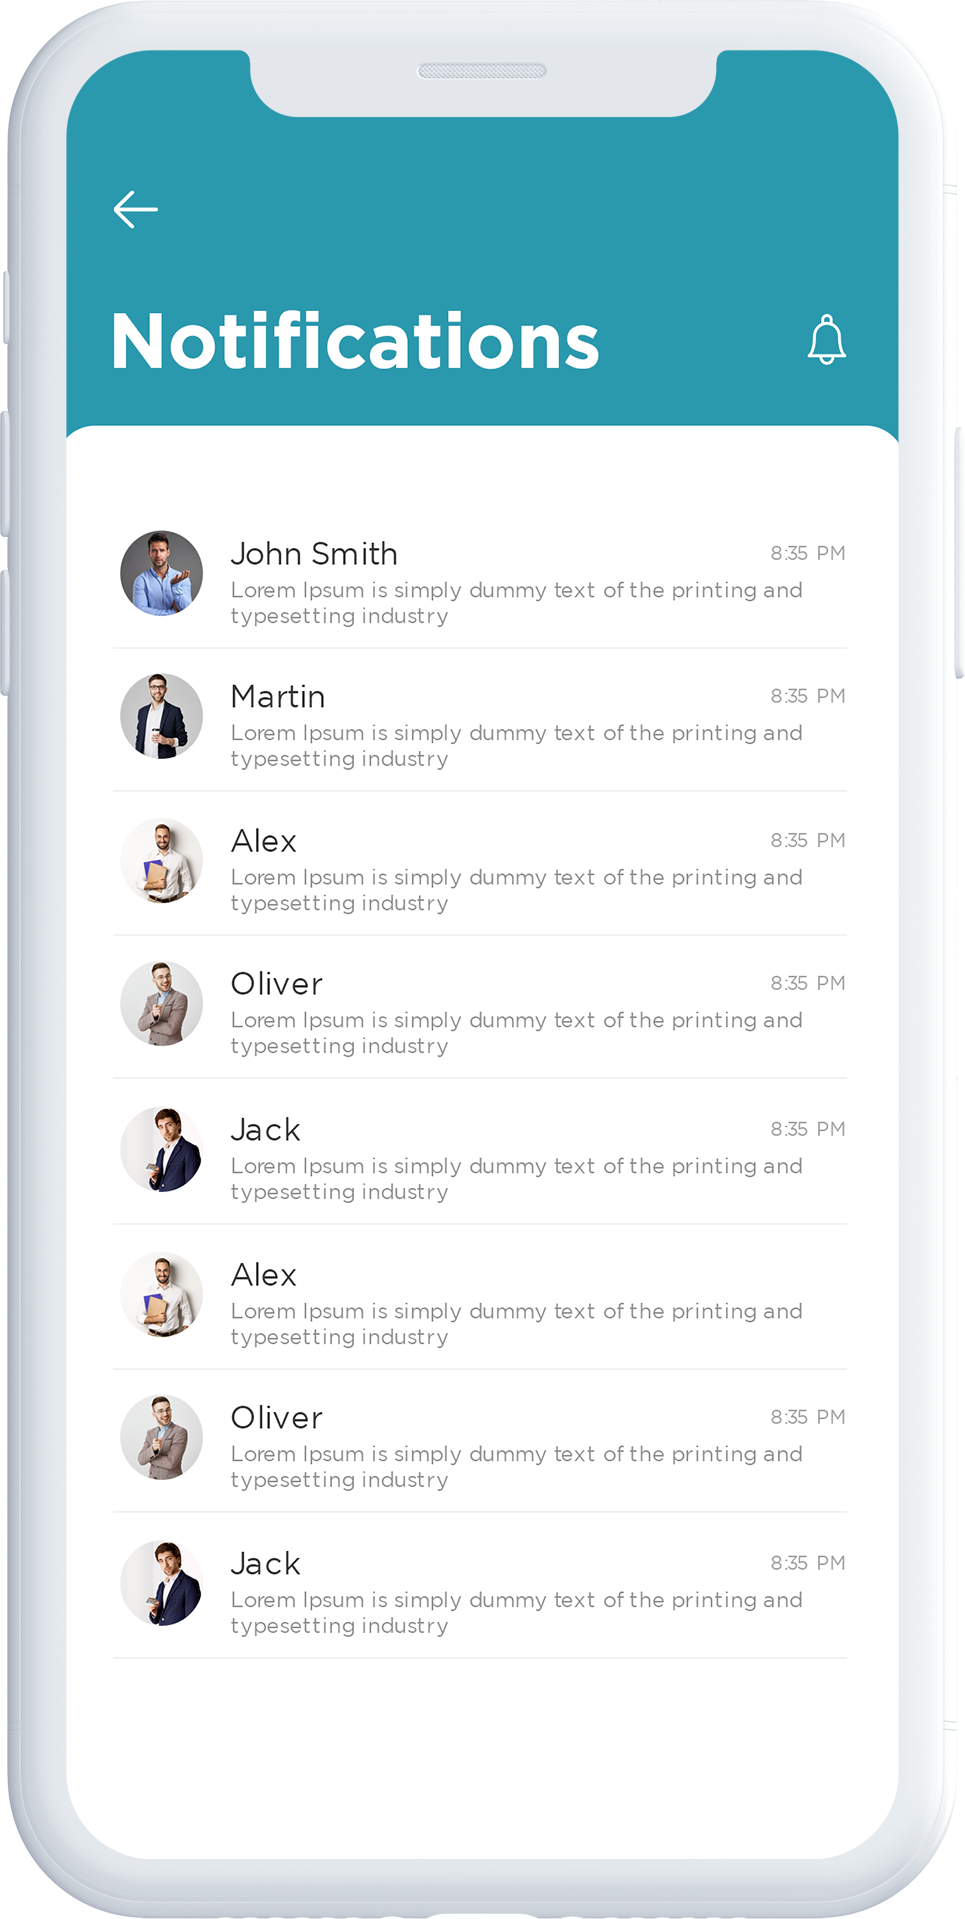 Notifications
John Smith 8:35 PM
Lorem Ipsum is simply dummy text of the printing and
typesetting industry
Martin 8:35 PM
Lorem Ipsum is simply dummy text of the printing and
typesetting industry
Alex 8:35 PM
Lorem Ipsum is simply dummy text of the printing and
typesetting industry
Oliver 8:35 PM
Lorem Ipsum is simply dummy text of the printing and
typesetting industry
Jack 8:35 PM
Lorem Ipsum is simply dummy text of the printing and
typesetting industry
Alex
Lorem Ipsum is simply dummy text of the printing and
typesetting industry
Oliver 8:35 PM
Lorem Ipsum is simply dummy text of the printing and
typesetting industry
Jack 8:35 PM
Lorem Ipsum is simply dummy text of the printing and
typesetting industry